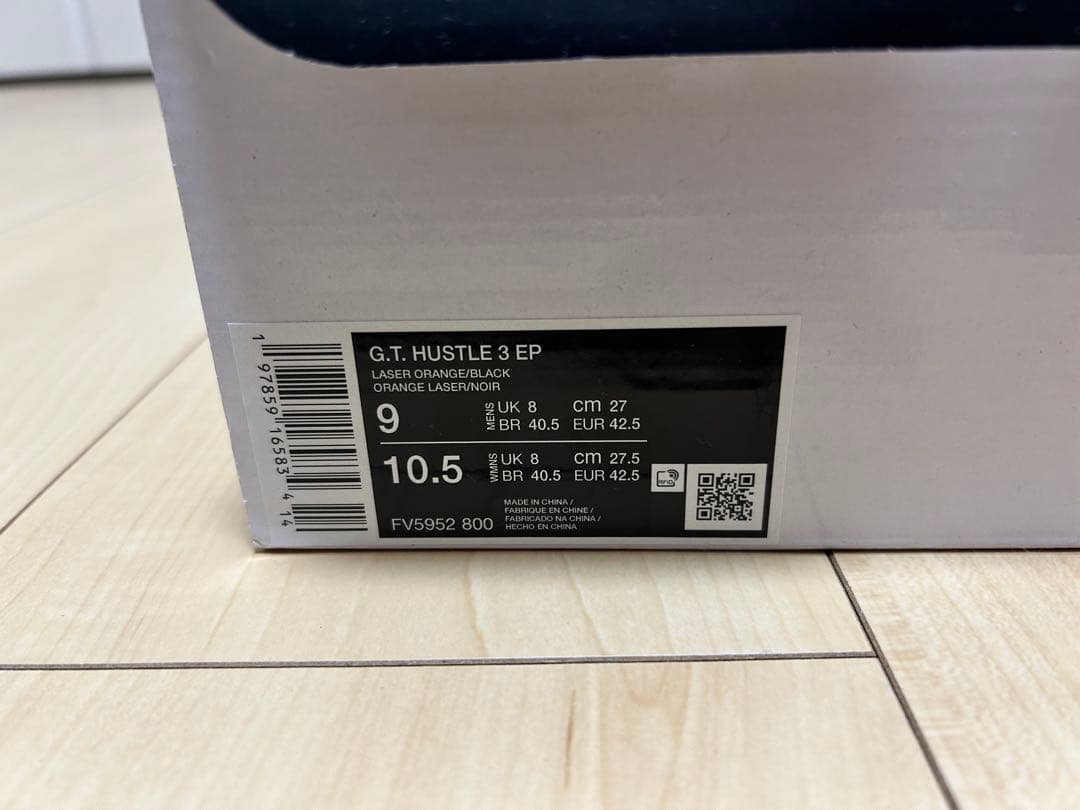 G.T. HUSTLE 3 EP
LASER ORANGE/BLACK
ORANGE LASER/NOIR
9 MENS UK 8 cm 27
BR 40.5 EUR 42.5
10.5 WMNS UK 8 cm 27.5
BR 40.5 EUR 42.5
RFID
MADE IN CHINA /
FABRIQUE EN CHINE /
FABRICADO NA CHINA /
HECHO EN CHINA
FV5952 800
1 97859 16583 4 14